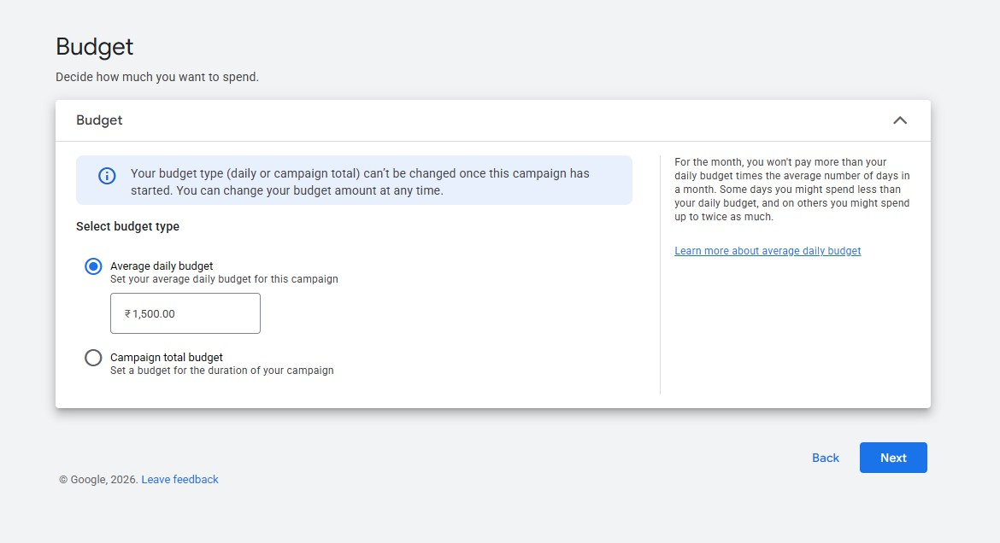 Budget
Decide how much you want to spend.
Budget
Your budget type (daily or campaign total) can't be changed once this campaign has
started. You can change your budget amount at any time.
Select budget type
Average daily budget
Set your average daily budget for this campaign
₹1,500.00
Campaign total budget
Set a budget for the duration of your campaign
For the month, you won't pay more than your
daily budget times the average number of days in
a month. Some days you might spend less than
your daily budget, and on others you might spend
up to twice as much.
Learn more about average daily budget
Back
Next
© Google, 2026. Leave feedback